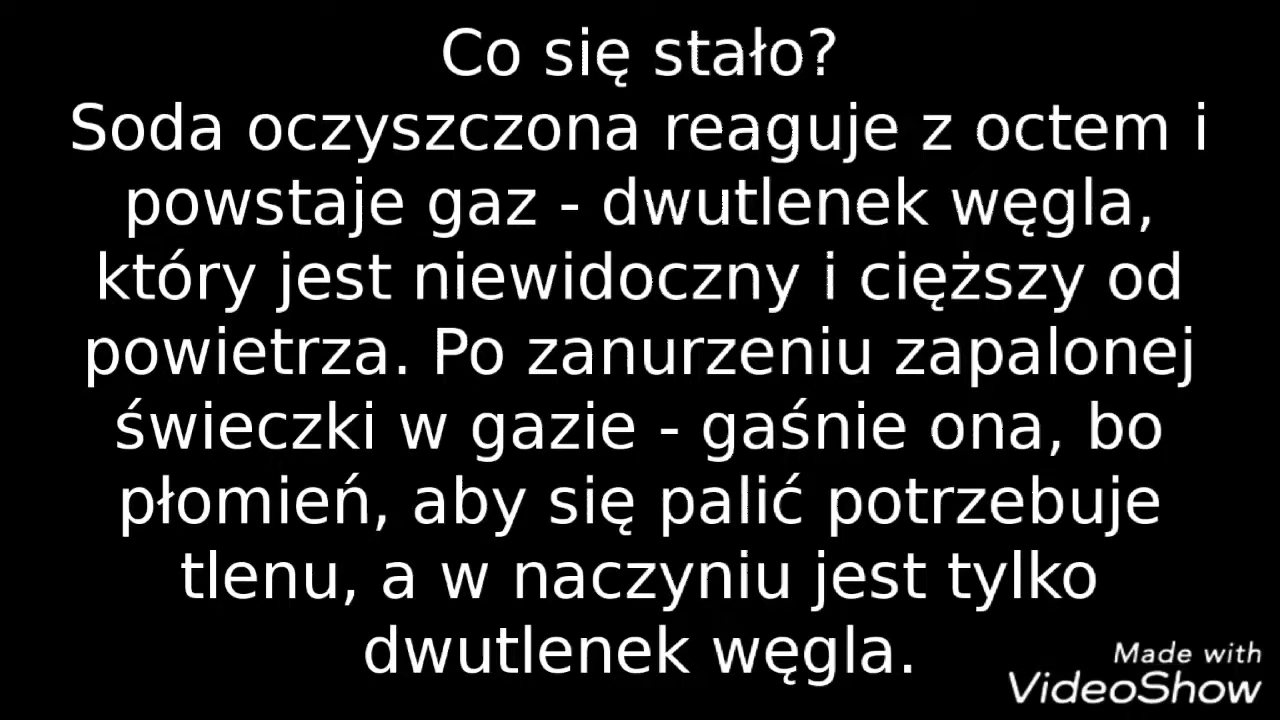 Co się stało?
Soda oczyszczona reaguje z octem i
powstaje gaz - dwutlenek węgla,
który jest niewidoczny i cięższy od
powietrza. Po zanurzeniu zapalonej
świeczki w gazie - gaśnie ona, bo
płomień, aby się palić potrzebuje
tlenu, a w naczyniu jest tylko
dwutlenek węgla.
Made with
VideoShow